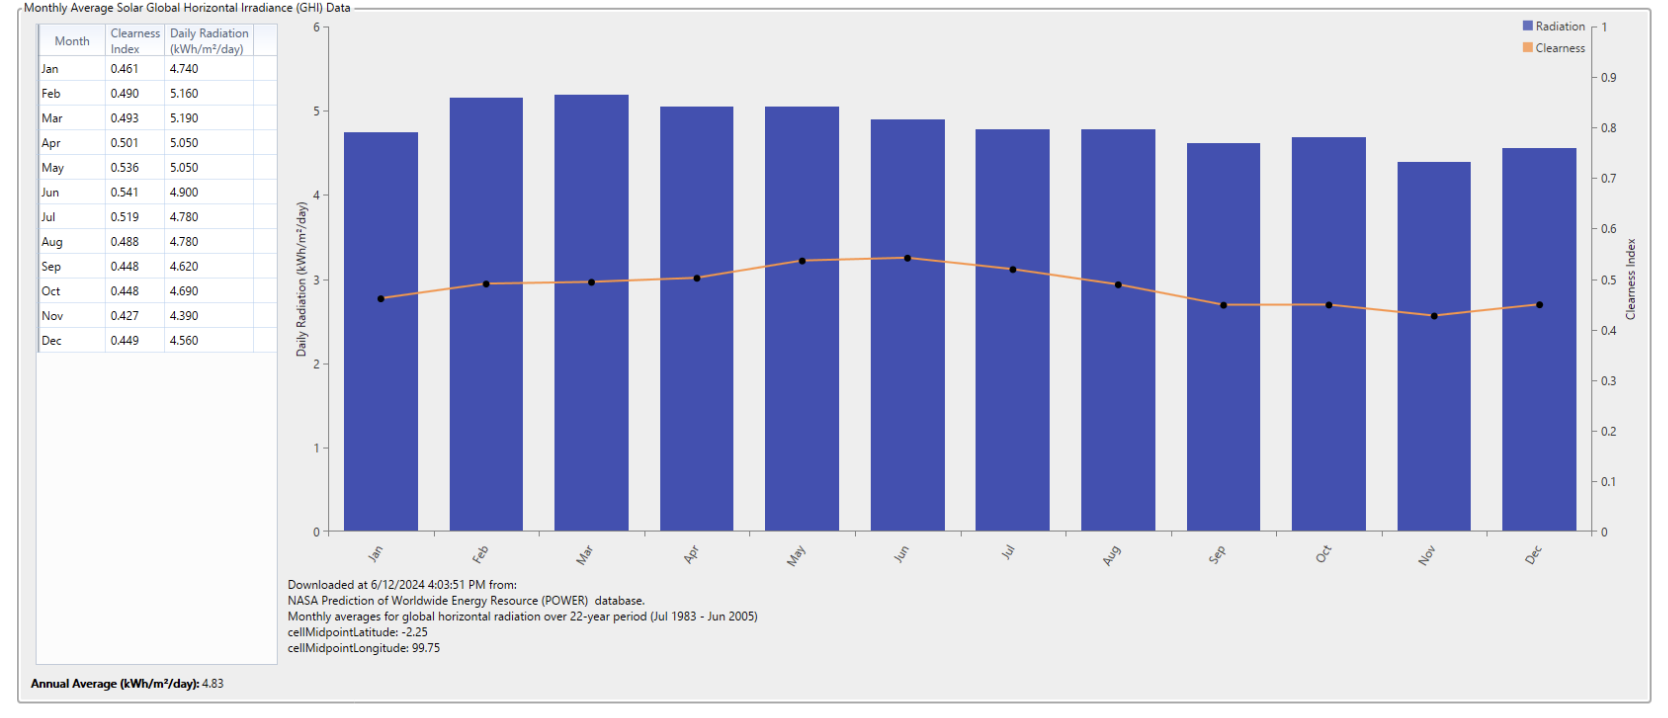 Monthly Average Solar Global Horizontal Irradiance (GHI) Data
Month Clearness Index Daily Radiation (kWh/m²/day)
Jan 0.461 4.740
Feb 0.490 5.160
Mar 0.493 5.190
Apr 0.501 5.050
May 0.536 5.050
Jun 0.541 4.900
Jul 0.519 4.780
Aug 0.488 4.780
Sep 0.448 4.620
Oct 0.448 4.690
Nov 0.427 4.390
Dec 0.449 4.560
Daily Radiation (kWh/m²/day)
6
5
4
3
2
1
0
Radiation
Clearness
1
0.9
0.8
0.7
0.6
0.5
0.4
0.3
0.2
0.1
0
Clearness Index
Jan Feb Mar Apr May Jun Jul Aug Sep Oct Nov Dec
Downloaded at 6/12/2024 4:03:51 PM from:
NASA Prediction of Worldwide Energy Resource (POWER) database.
Monthly averages for global horizontal radiation over 22-year period (Jul 1983 - Jun 2005)
cellMidpointLatitude: -2.25
cellMidpointLongitude: 99.75
Annual Average (kWh/m²/day): 4.83